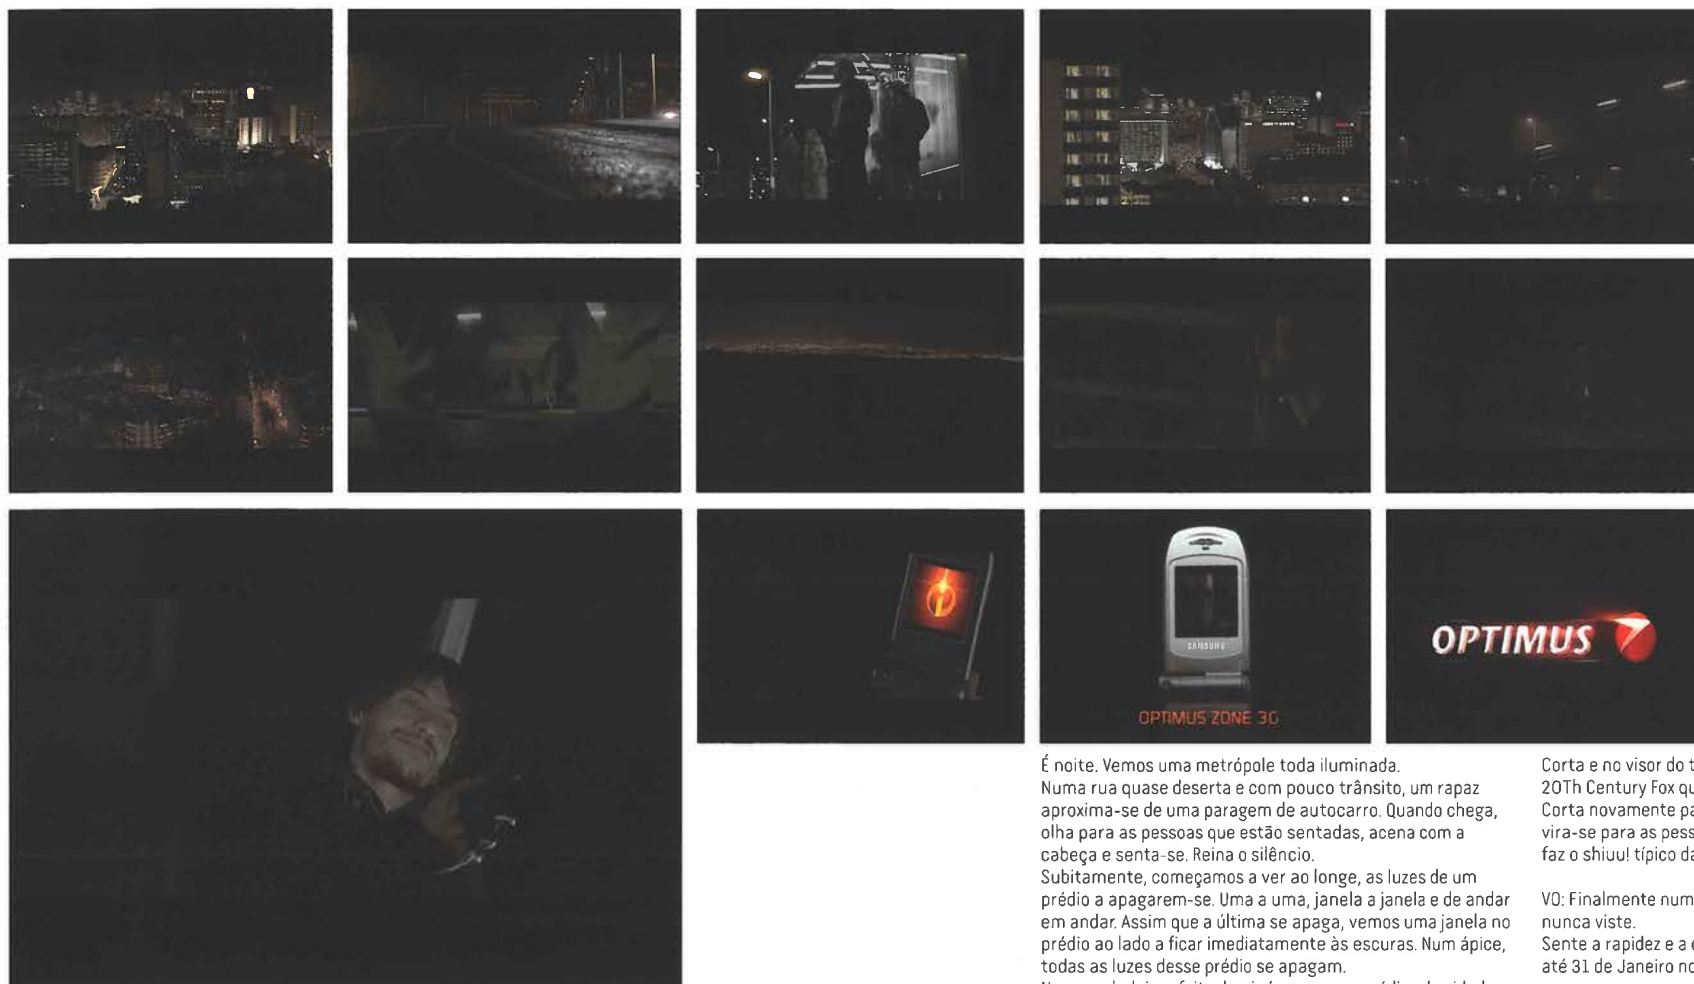 SAMSUNG
OPTIMUS ZONE 3G
OPTIMUS
É noite. Vemos uma metrópole toda iluminada.
Numa rua quase deserta e com pouco trânsito, um rapaz
aproxima-se de uma paragem de autocarro. Quando chega,
olha para as pessoas que estão sentadas, acena com a
cabeça e senta-se. Reina o silêncio.
Subitamente, começamos a ver ao longe, as luzes de um
prédio a apagarem-se. Uma a uma, janela a janela e de andar
em andar. Assim que a última se apaga, vemos uma janela no
prédio ao lado a ficar imediatamente às escuras. Num ápice,
todas as luzes desse prédio se apagam.
Corta e no visor do t
20Th Century Fox qu
Corta novamente pa
vira-se para as pess
faz o shiuu! típico da
VO: Finalmente num
nunca viste.
Sente a rapidez e a e
até 31 de Janeiro no